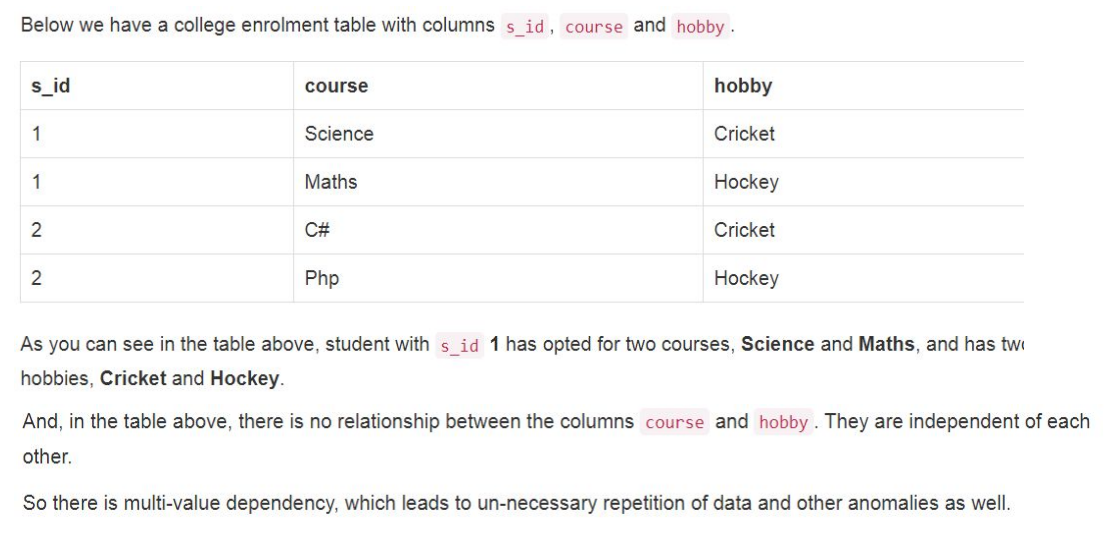 Below we have a college enrolment table with columns s_id, course and hobby.
s_id course hobby
1 Science Cricket
1 Maths Hockey
2 C# Cricket
2 Php Hockey
As you can see in the table above, student with s_id 1 has opted for two courses, Science and Maths, and has
hobbies, Cricket and Hockey.
And, in the table above, there is no relationship between the columns course and hobby. They are independent of each
other.
So there is multi-value dependency, which leads to un-necessary repetition of data and other anomalies as well.